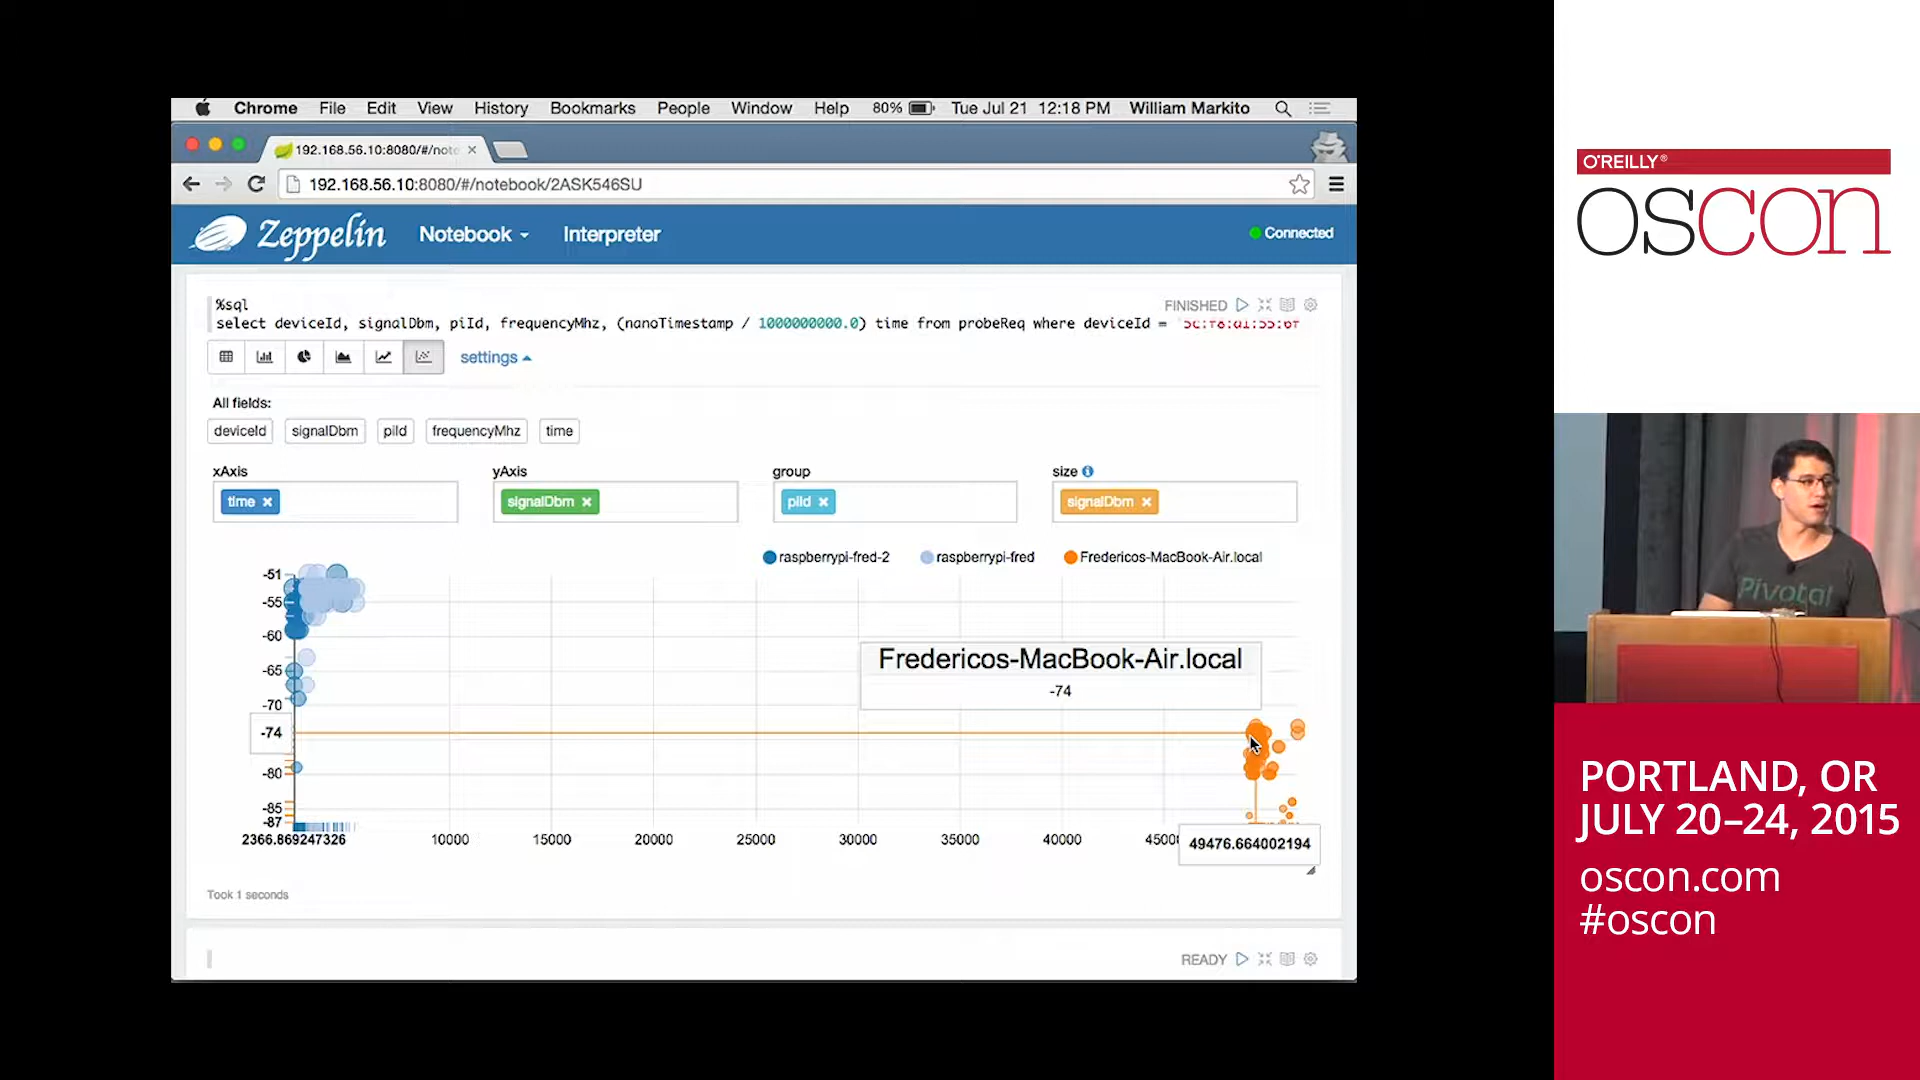 Chrome File Edit View History Bookmarks People Window Help 80% Tue Jul 21 12:18 PM William Markito
192.168.56.10:8080/#/note
192.168.56.10:8080/#/notebook/2ASK546SU
Zeppelin Notebook Interpreter Connected
%sql FINISHED
select deviceId, signalDbm, piId, frequencyMhz, (nanoTimestamp / 1000000000.0) time from probeReq where deviceId =
settings
All fields:
deviceId signalDbm piId frequencyMhz time
xAxis yAxis group size
time signalDbm piId signalDbm
raspberrypi-fred-2 raspberrypi-fred Fredericos-MacBook-Air.local
-51
-55
-60
-65
Fredericos-MacBook-Air.local
-74
-70
-74
-80
-85
-87
2366.869247326 10000 15000 20000 25000 30000 35000 40000 49476.664002194
Took 1 seconds
READY
O'REILLY®
OSCON
Pivotal
PORTLAND, OR
JULY 20–24, 2015
oscon.com
#oscon